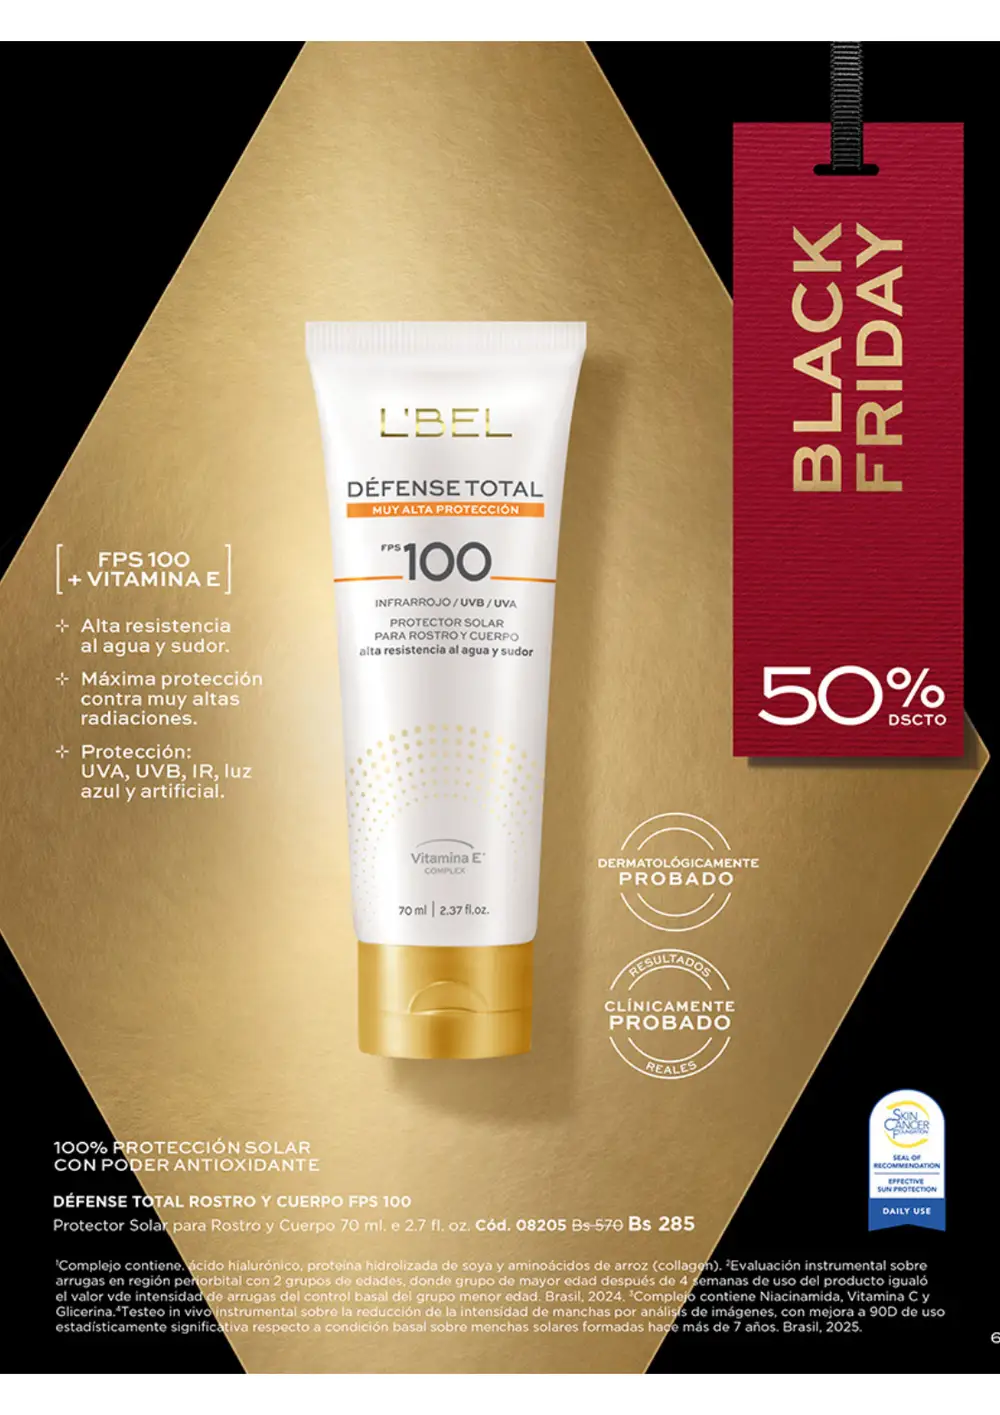 BLACK
FRIDAY
50%
DSCTO
L'BEL
DÉFENSE TOTAL
MUY ALTA PROTECCIÓN
FPS 100
INFRARROJO / UVB / UVA
PROTECTOR SOLAR
PARA ROSTRO Y CUERPO
alta resistencia al agua y sudor
Vitamina E+
COMPLEX
70 ml | 2.37 fl.oz.
[FPS 100
+ VITAMINA E]
Alta resistencia
al agua y sudor.
Máxima protección
contra muy altas
radiaciones.
Protección:
UVA, UVB, IR, luz
azul y artificial.
DERMATOLÓGICAMENTE
PROBADO
RESULTADOS
CLÍNICAMENTE
PROBADO
REALES
SKIN
CANCER
FOUNDATION
SEAL OF
RECOMMENDATION
EFFECTIVE
SUN PROTECTION
DAILY USE
100% PROTECCIÓN SOLAR
CON PODER ANTIOXIDANTE
DÉFENSE TOTAL ROSTRO Y CUERPO FPS 100
Protector Solar para Rostro y Cuerpo 70 ml. e 2.7 fl. oz. Cód. 08205 Bs 570 Bs 285
¹Complejo contiene. ácido hialurónico, proteína hidrolizada de soya y aminoácidos de arroz (collagen). ²Evaluación instrumental sobre
arrugas en región periorbital con 2 grupos de edades, donde grupo de mayor edad después de 4 semanas de uso del producto igualó
el valor vde intensidad de arrugas del control basal del grupo menor edad. Brasil, 2024. ³Complejo contiene Niacinamida, Vitamina C y
Glicerina.⁴Testeo in vivo instrumental sobre la reducción de la intensidad de manchas por análisis de imágenes, con mejora a 90D de uso
estadísticamente significativa respecto a condición basal sobre menchas solares formadas hace más de 7 años. Brasil, 2025.
6